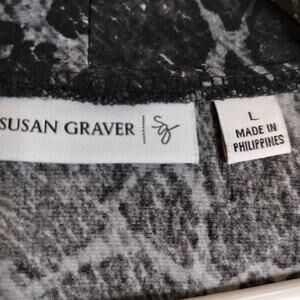 SUSAN GRAVER
sg
L
MADE IN
PHILIPPINES